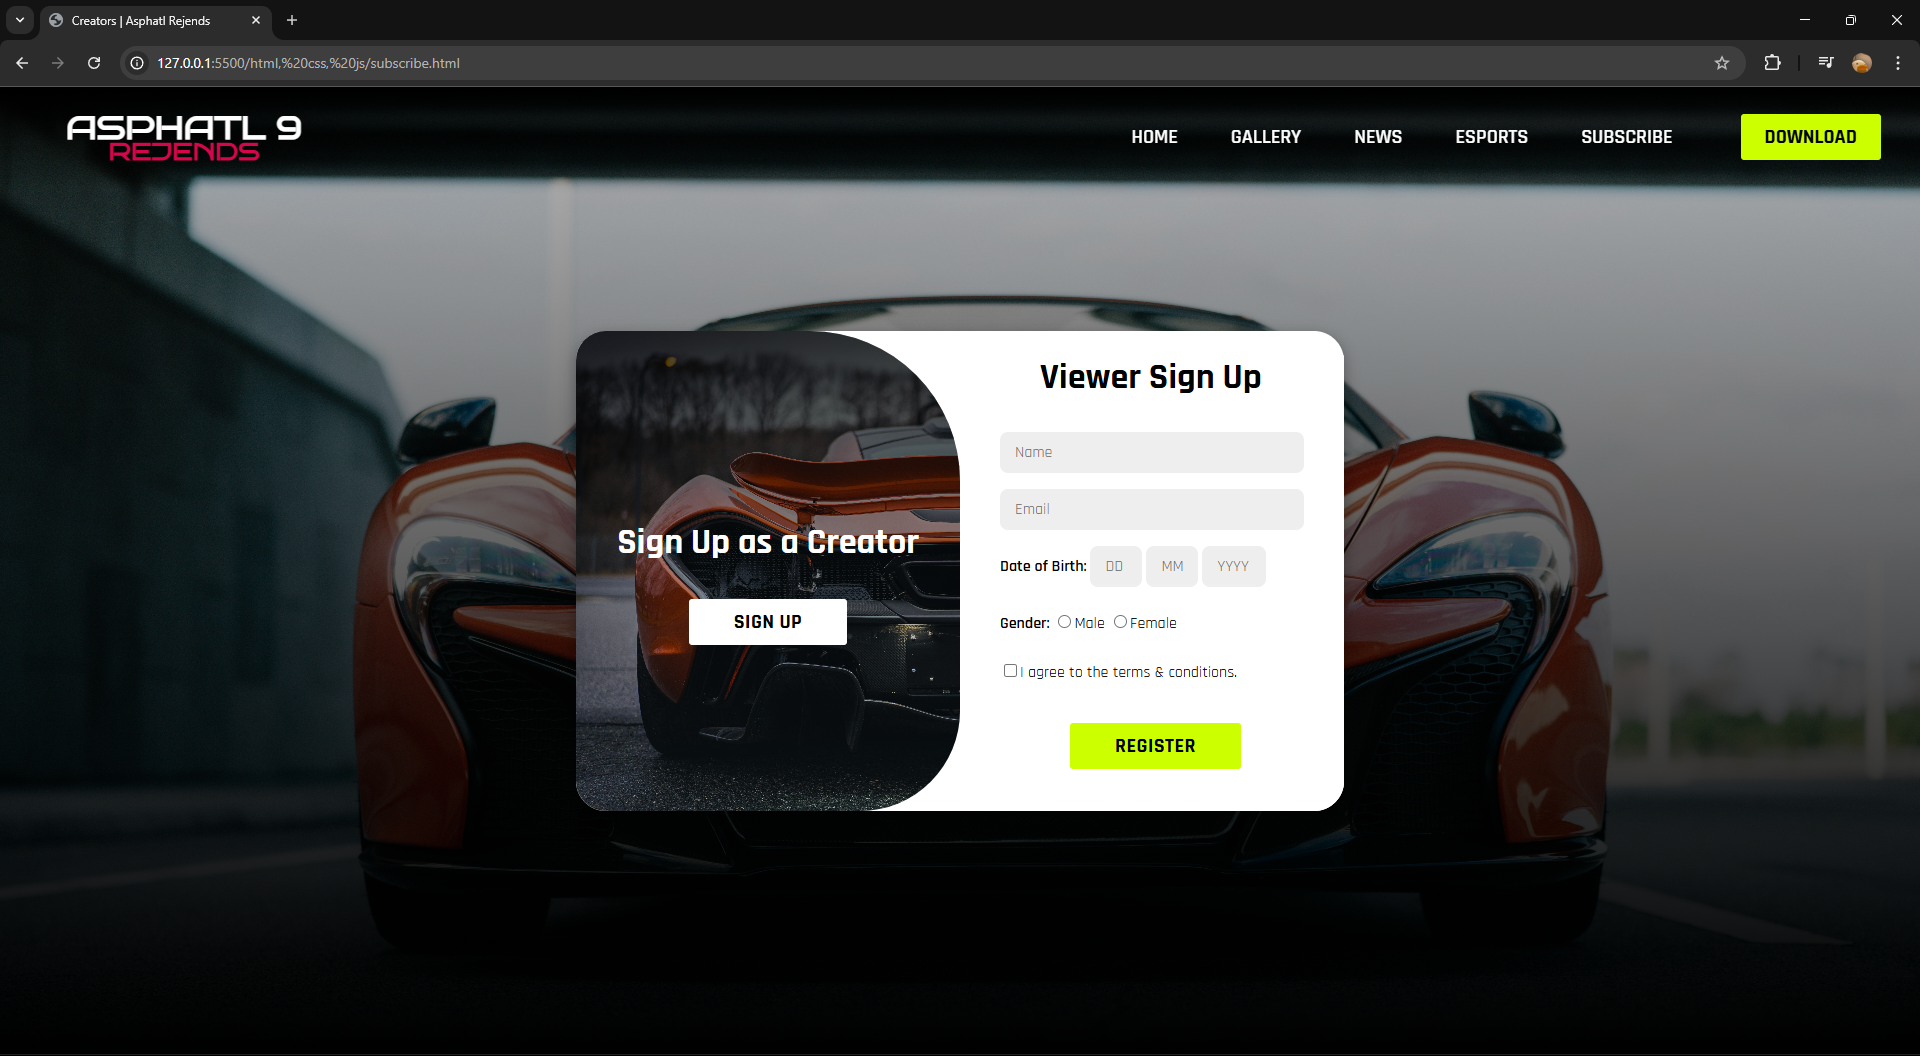 Creators | Asphatl Rejends
127.0.0.1:5500/html,%20css,%20js/subscribe.html
ASPHATL 9
REJENDS
HOME
GALLERY
NEWS
ESPORTS
SUBSCRIBE
DOWNLOAD
Sign Up as a Creator
SIGN UP
Viewer Sign Up
Name
Email
Date of Birth: DD MM YYYY
Gender: Male Female
I agree to the terms & conditions.
REGISTER